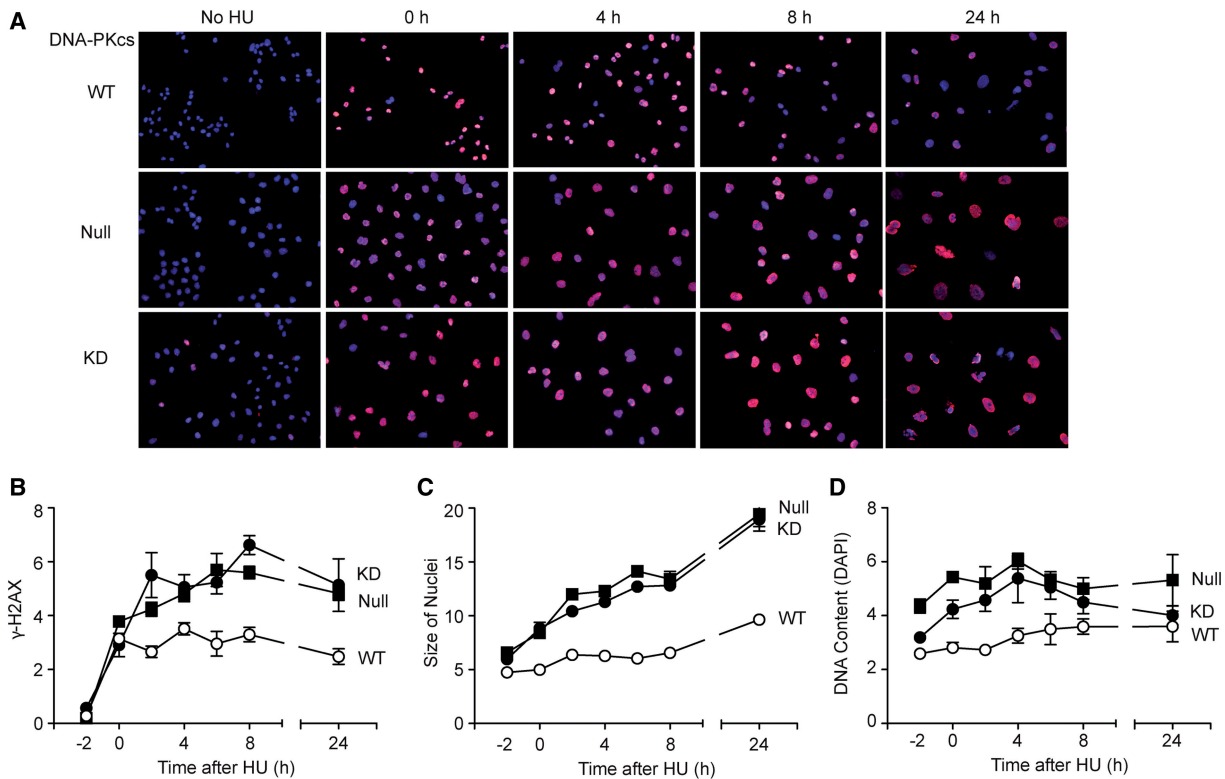 A
No HU 0 h 4 h 8 h 24 h
DNA-PKcs
WT
Null
KD
B
γ-H2AX
8
6
4
2
0
-2 0 4 8 24
Time after HU (h)
KD
Null
WT
C
Size of Nuclei
20
15
10
5
0
-2 0 4 8 24
Time after HU (h)
Null
KD
WT
D
DNA Content (DAPI)
8
6
4
2
0
-2 0 4 8 24
Time after HU (h)
Null
KD
WT